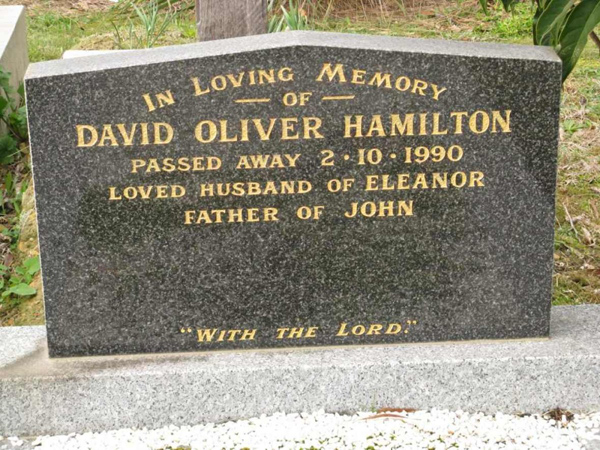 In Loving Memory
— OF —
DAVID OLIVER HAMILTON
PASSED AWAY 2·10·1990
LOVED HUSBAND OF ELEANOR
FATHER OF JOHN
"WITH THE LORD."